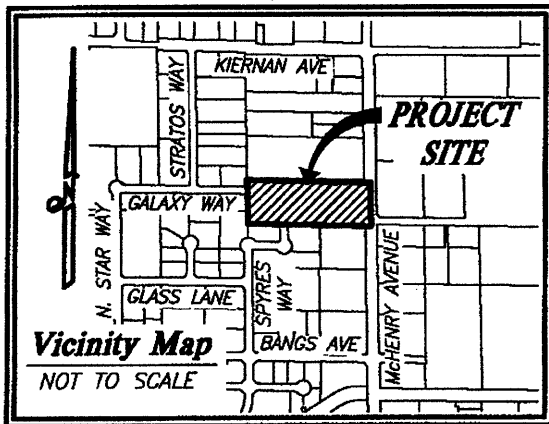 KIERNAN AVE
STRATOS WAY
PROJECT
SITE
GALAXY WAY
N. STAR WAY
GLASS LANE
SPYRES
WAY
McHENRY AVENUE
BANGS AVE
Vicinity Map
NOT TO SCALE